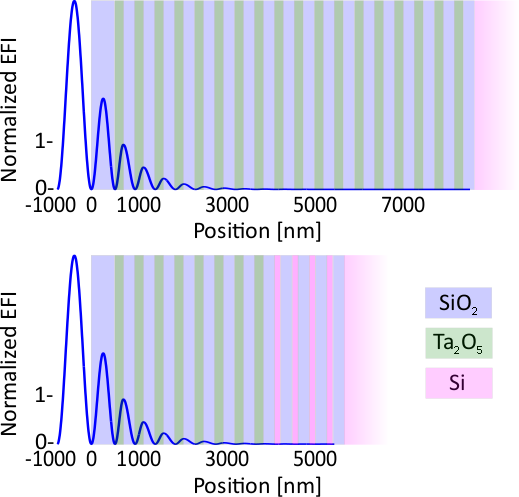 Normalized EFI
1-
0-
-1000 0 1000 3000 5000 7000
Position [nm]
Normalized EFI
1-
0-
-1000 0 1000 3000 5000
Position [nm]
SiO₂
Ta₂O₅
Si